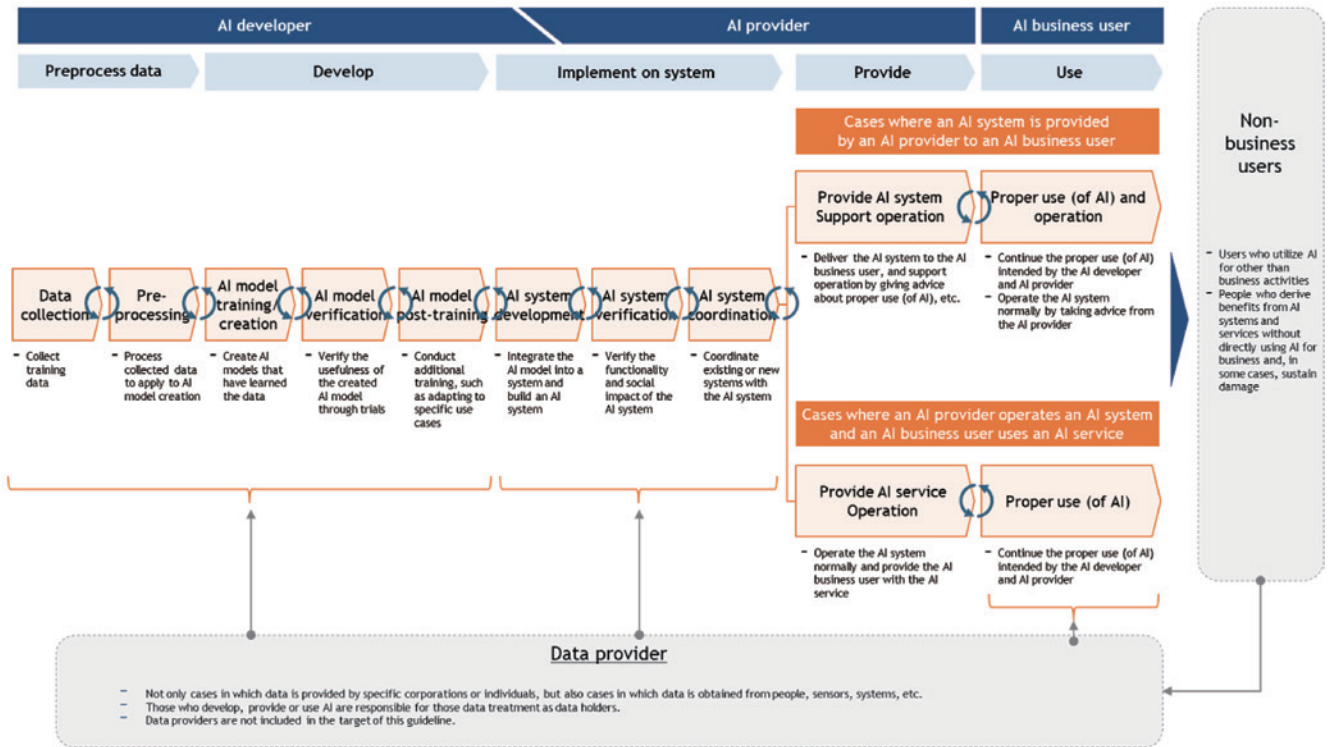 AI developer
AI provider
AI business user
Preprocess data
Develop
Implement on system
Provide
Use
Cases where an AI system is provided
by an AI provider to an AI business user
Non-
business
users
Provide AI system
Support operation
Proper use (of AI) and
operation
- Deliver the AI system to the AI
business user, and support
operation by giving advice
about proper use (of AI), etc.
- Continue the proper use (of AI)
intended by the AI developer
and AI provider
- Operate the AI system
normally by taking advice from
the AI provider
- Users who utilize AI
for other than
business activities
- People who derive
benefits from AI
systems and
services without
directly using AI for
business and, in
some cases, sustain
damage
Data
collection
Pre-
processing
AI model
training/
creation
AI model
verification
AI model
post-training
AI system
development
AI system
verification
AI system
coordination
- Collect
training data
- Process
collected data
to apply to AI
model creation
- Create AI
models that
have learned
the data
- Verify the
usefulness of
the created
AI model
through trials
- Conduct
additional
training, such
as adapting to
specific use
cases
- Integrate the
AI model into a
system and
build an AI
system
- Verify the
functionality
and social
impact of the
AI system
- Coordinate
existing or new
systems with
the AI system
Cases where an AI provider operates an AI system
and an AI business user uses an AI service
Provide AI service
Operation
Proper use (of AI)
- Operate the AI system
normally and provide the AI
business user with the AI
service
- Continue the proper use (of AI)
intended by the AI developer
and AI provider
Data provider
- Not only cases in which data is provided by specific corporations or individuals, but also cases in which data is obtained from people, sensors, systems, etc.
- Those who develop, provide or use AI are responsible for those data treatment as data holders.
- Data providers are not included in the target of this guideline.